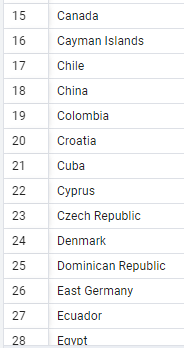 15 Canada
16 Cayman Islands
17 Chile
18 China
19 Colombia
20 Croatia
21 Cuba
22 Cyprus
23 Czech Republic
24 Denmark
25 Dominican Republic
26 East Germany
27 Ecuador
28 Egypt